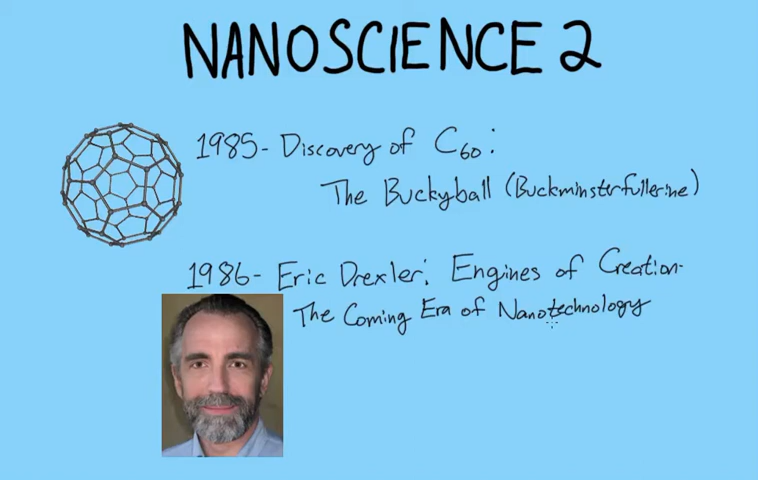 NANOSCIENCE 2
1985- Discovery of C60:
The Buckyball (Buckminsterfullerine)
1986- Eric Drexler: Engines of Creation-
The Coming Era of Nanotechnology